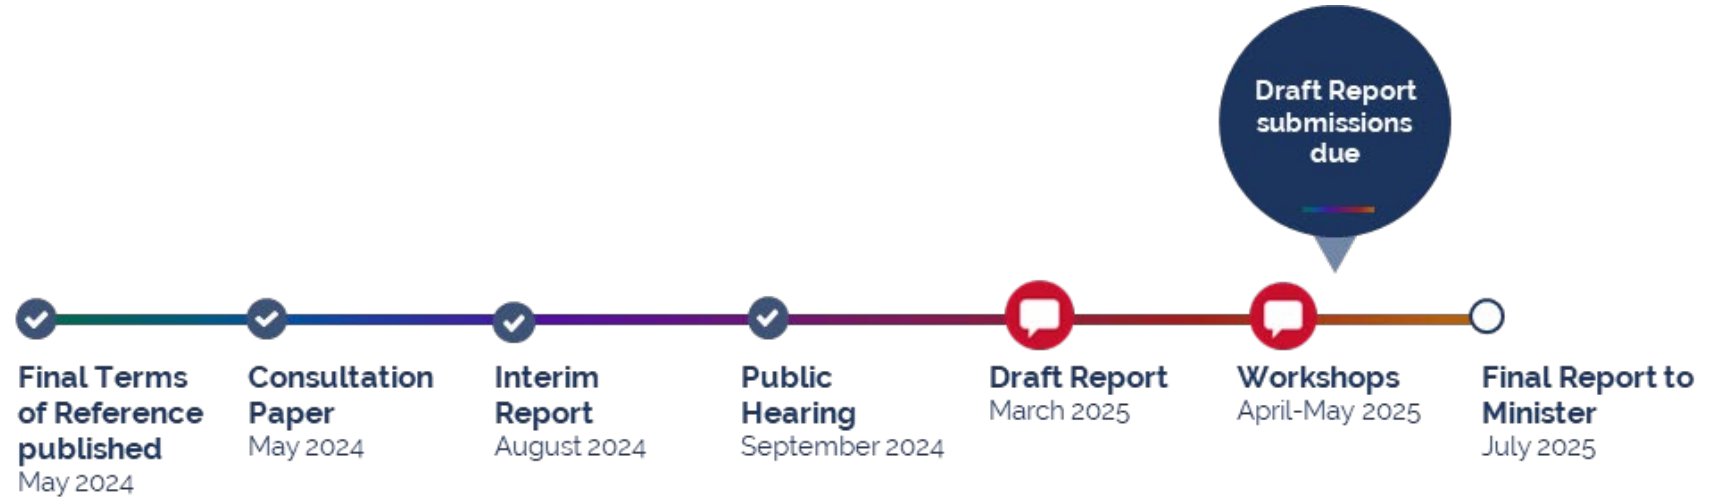 Draft Report
submissions
due
Final Terms
of Reference
published
May 2024
Consultation
Paper
May 2024
Interim
Report
August 2024
Public
Hearing
September 2024
Draft Report
March 2025
Workshops
April-May 2025
Final Report to
Minister
July 2025